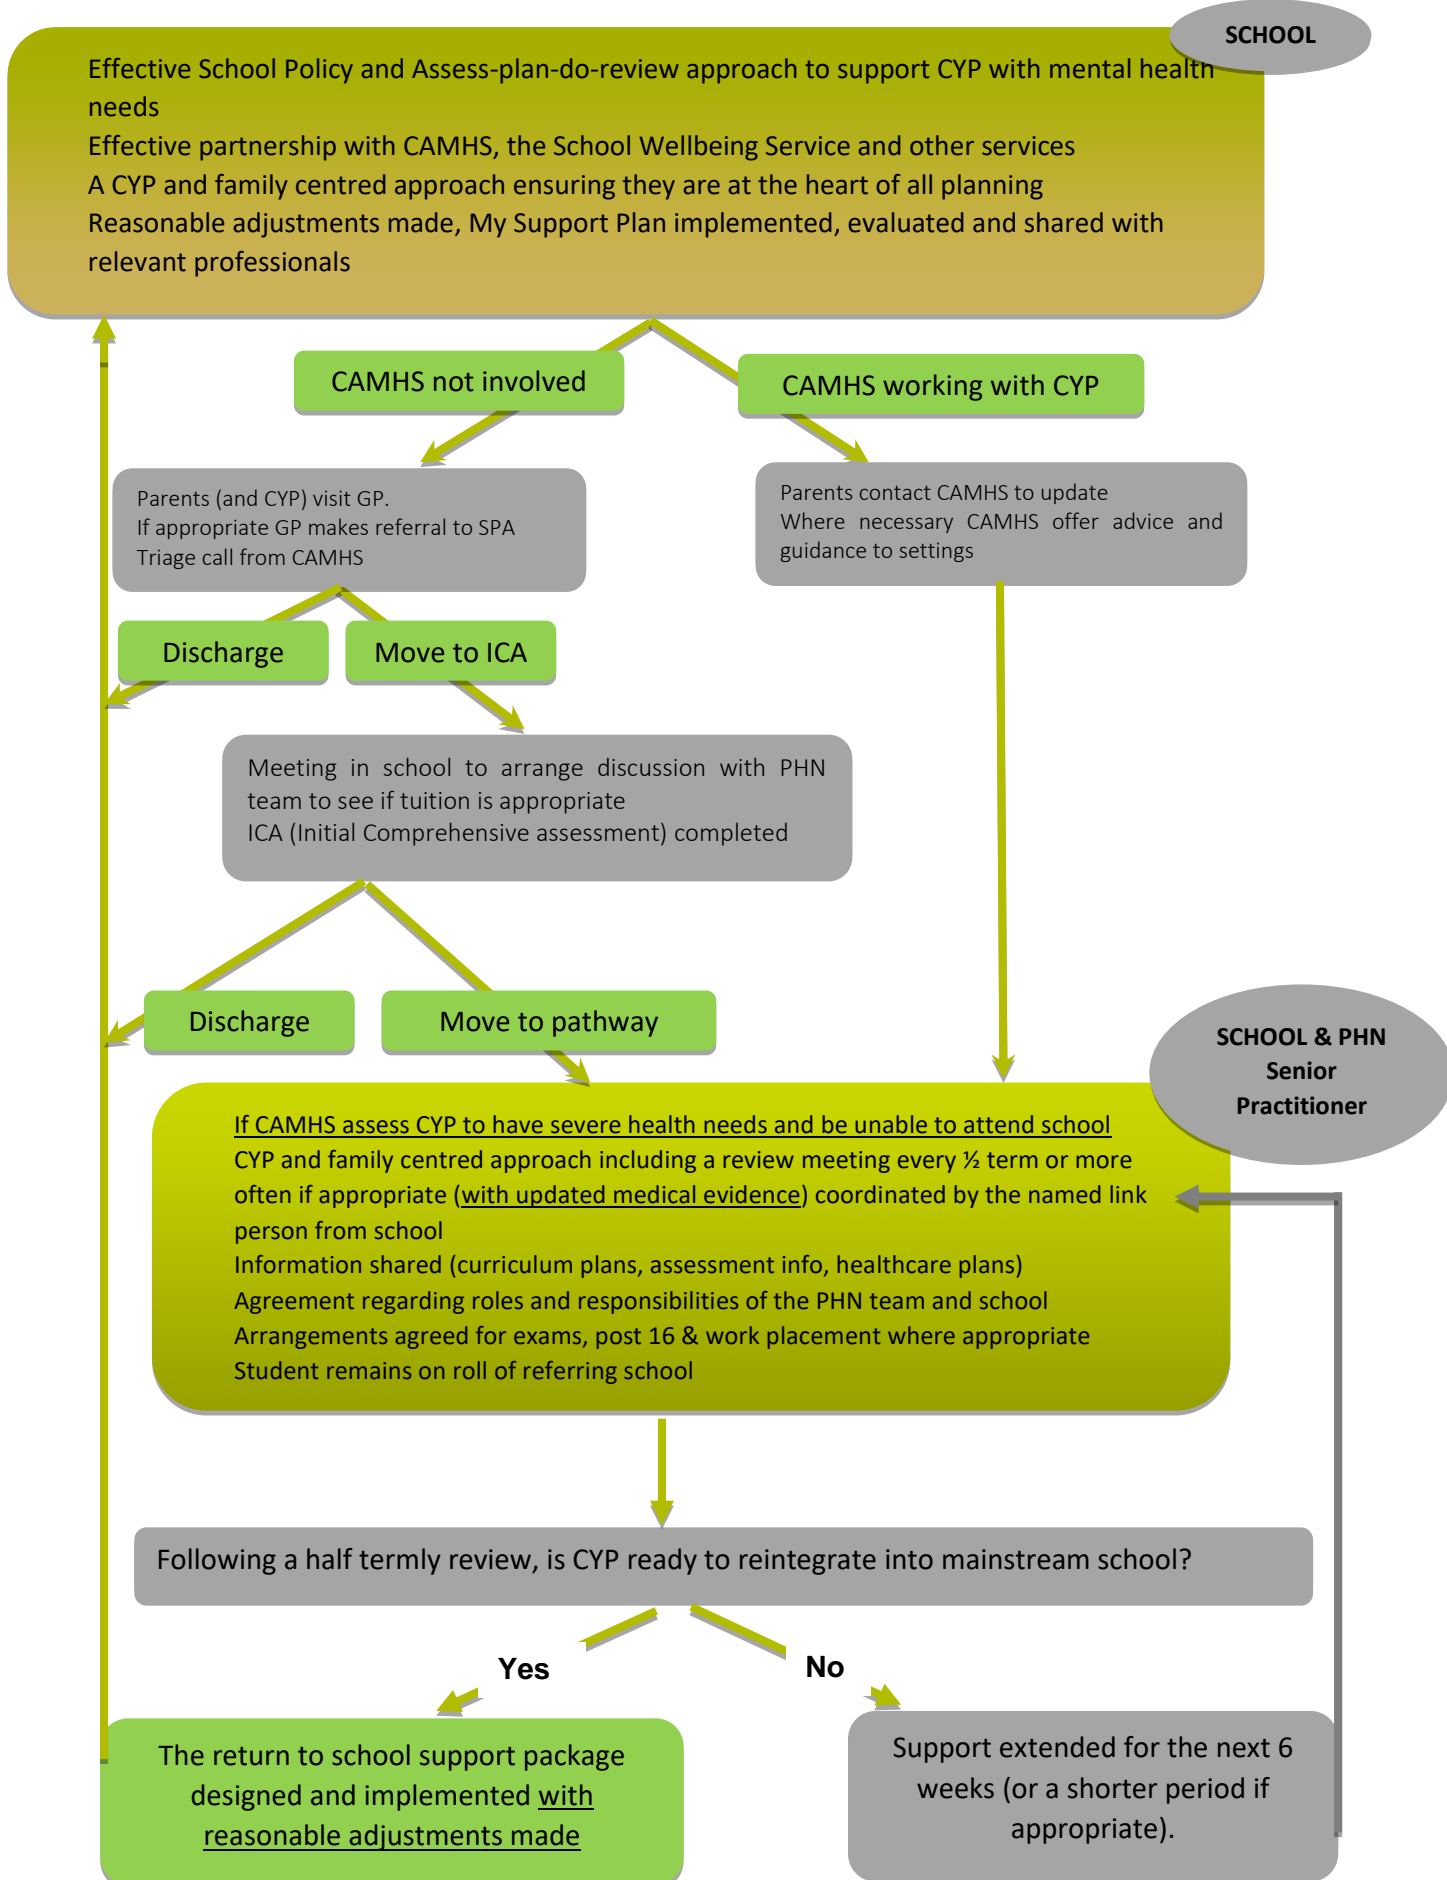 SCHOOL
Effective School Policy and Assess-plan-do-review approach to support CYP with mental health
needs
Effective partnership with CAMHS, the School Wellbeing Service and other services
A CYP and family centred approach ensuring they are at the heart of all planning
Reasonable adjustments made, My Support Plan implemented, evaluated and shared with
relevant professionals
CAMHS not involved
CAMHS working with CYP
Parents (and CYP) visit GP.
If appropriate GP makes referral to SPA
Triage call from CAMHS
Parents contact CAMHS to update
Where necessary CAMHS offer advice and
guidance to settings
Discharge
Move to ICA
Meeting in school to arrange discussion with PHN
team to see if tuition is appropriate
ICA (Initial Comprehensive assessment) completed
Discharge
Move to pathway
SCHOOL & PHN
Senior
Practitioner
If CAMHS assess CYP to have severe health needs and be unable to attend school
CYP and family centred approach including a review meeting every ½ term or more
often if appropriate (with updated medical evidence) coordinated by the named link
person from school
Information shared (curriculum plans, assessment info, healthcare plans)
Agreement regarding roles and responsibilities of the PHN team and school
Arrangements agreed for exams, post 16 & work placement where appropriate
Student remains on roll of referring school
Following a half termly review, is CYP ready to reintegrate into mainstream school?
Yes
No
The return to school support package
designed and implemented with
reasonable adjustments made
Support extended for the next 6
weeks (or a shorter period if
appropriate).